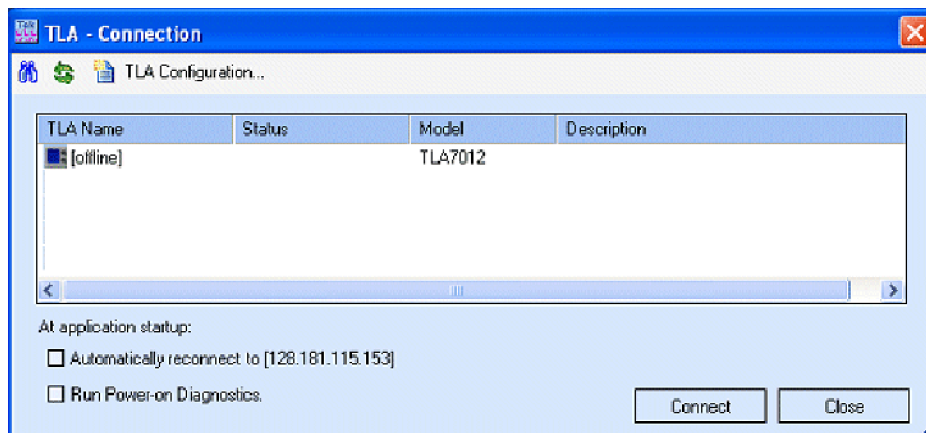 TLA - Connection
TLA Configuration...
TLA Name Status Model Description
[offline] TLA7012
At application startup:
Automatically reconnect to [128.181.115.153]
Run Power-on Diagnostics.
Connect Close